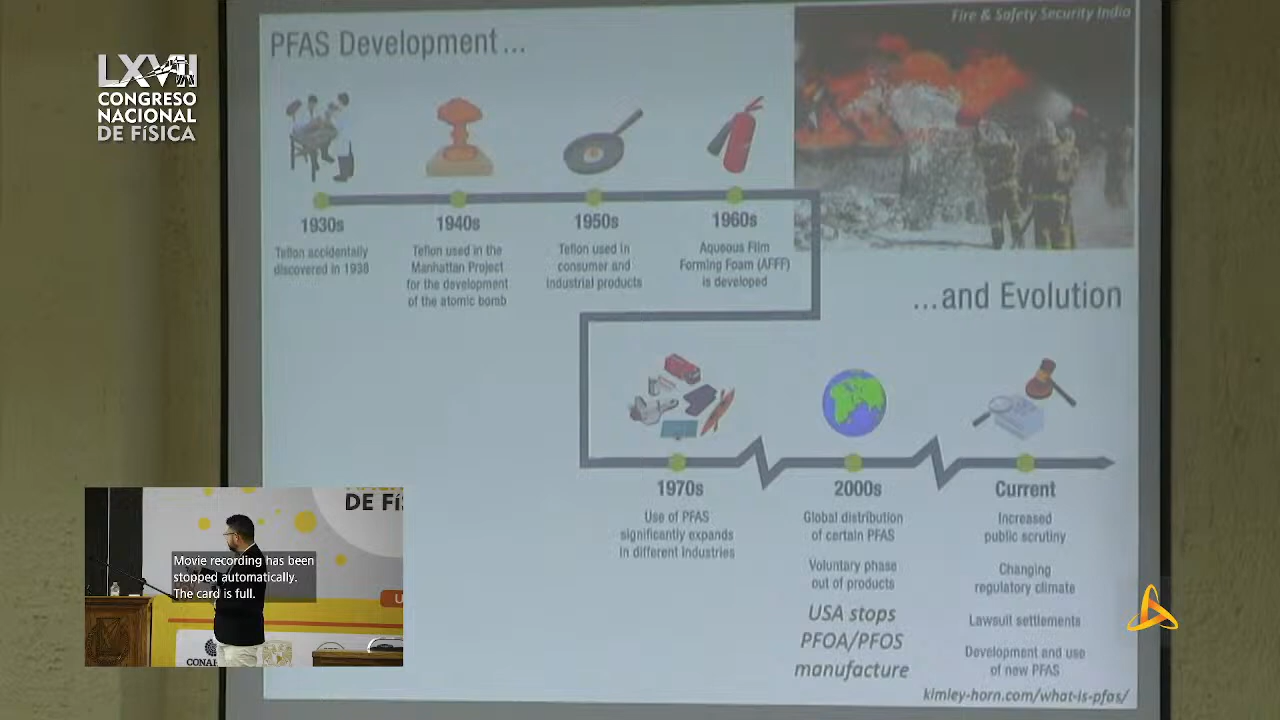 Fire & Safety Security India
PFAS Development...
LXVII
CONGRESO
NACIONAL
DE FíSICA
1930s
Teflon accidentally
discovered in 1938
1940s
Teflon used in the
Manhattan Project
for the development
of the atomic bomb
1950s
Teflon used in
consumer and
industrial products
1960s
Aqueous Film
Forming Foam (AFFF)
is developed
...and Evolution
1970s
Use of PFAS
significantly expands
in different industries
2000s
Global distribution
of certain PFAS
Voluntary phase
out of products
USA stops
PFOA/PFOS
manufacture
Current
Increased
public scrutiny
Changing
regulatory climate
Lawsuit settlements
Development and use
of new PFAS
kimley-horn.com/what-is-pfas/
DE Fí
Movie recording has been
stopped automatically.
The card is full.
U
CONA